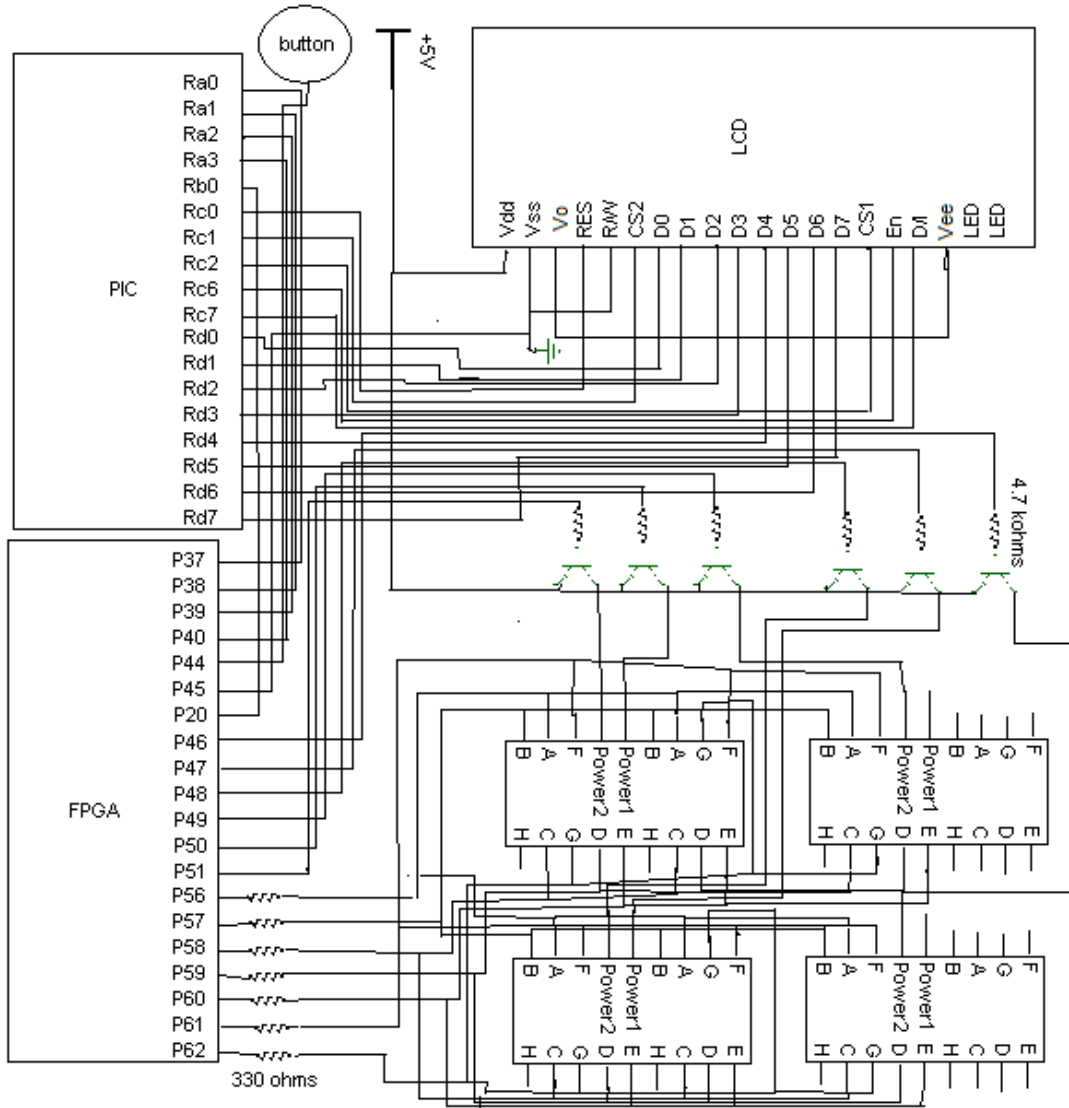 button
+5V
PIC
Ra0
Ra1
Ra2
Ra3
Rb0
Rc0
Rc1
Rc2
Rc6
Rc7
Rd0
Rd1
Rd2
Rd3
Rd4
Rd5
Rd6
Rd7
LCD
Vdd
Vss
Vo
RES
R/W
CS2
D0
D1
D2
D3
D4
D5
D6
D7
CS1
En
D/I
Vee
LED
LED
4.7 kohms
FPGA
P37
P38
P39
P40
P44
P45
P20
P46
P47
P48
P49
P50
P51
P56
P57
P58
P59
P60
P61
P62
330 ohms
B A F Power2 Power1 B A G F
H C G D E H C D E
B A F Power2 Power1 B A G F
H C G D E H C D E
B A F Power2 Power1 B A G F
H C G D E H C D E
B A F Power2 Power1 B A G F
H C G D E H C D E